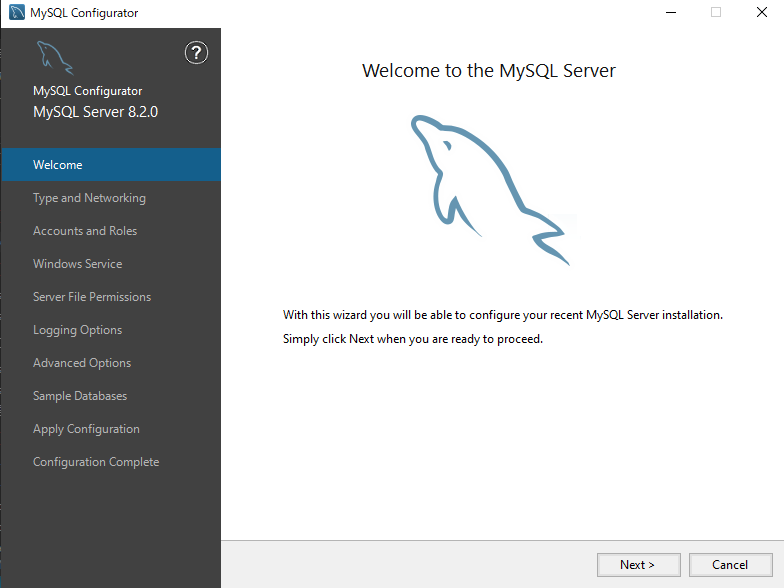 MySQL Configurator
?
MySQL Configurator
MySQL Server 8.2.0
Welcome
Type and Networking
Accounts and Roles
Windows Service
Server File Permissions
Logging Options
Advanced Options
Sample Databases
Apply Configuration
Configuration Complete
Welcome to the MySQL Server
With this wizard you will be able to configure your recent MySQL Server installation.
Simply click Next when you are ready to proceed.
Next >
Cancel